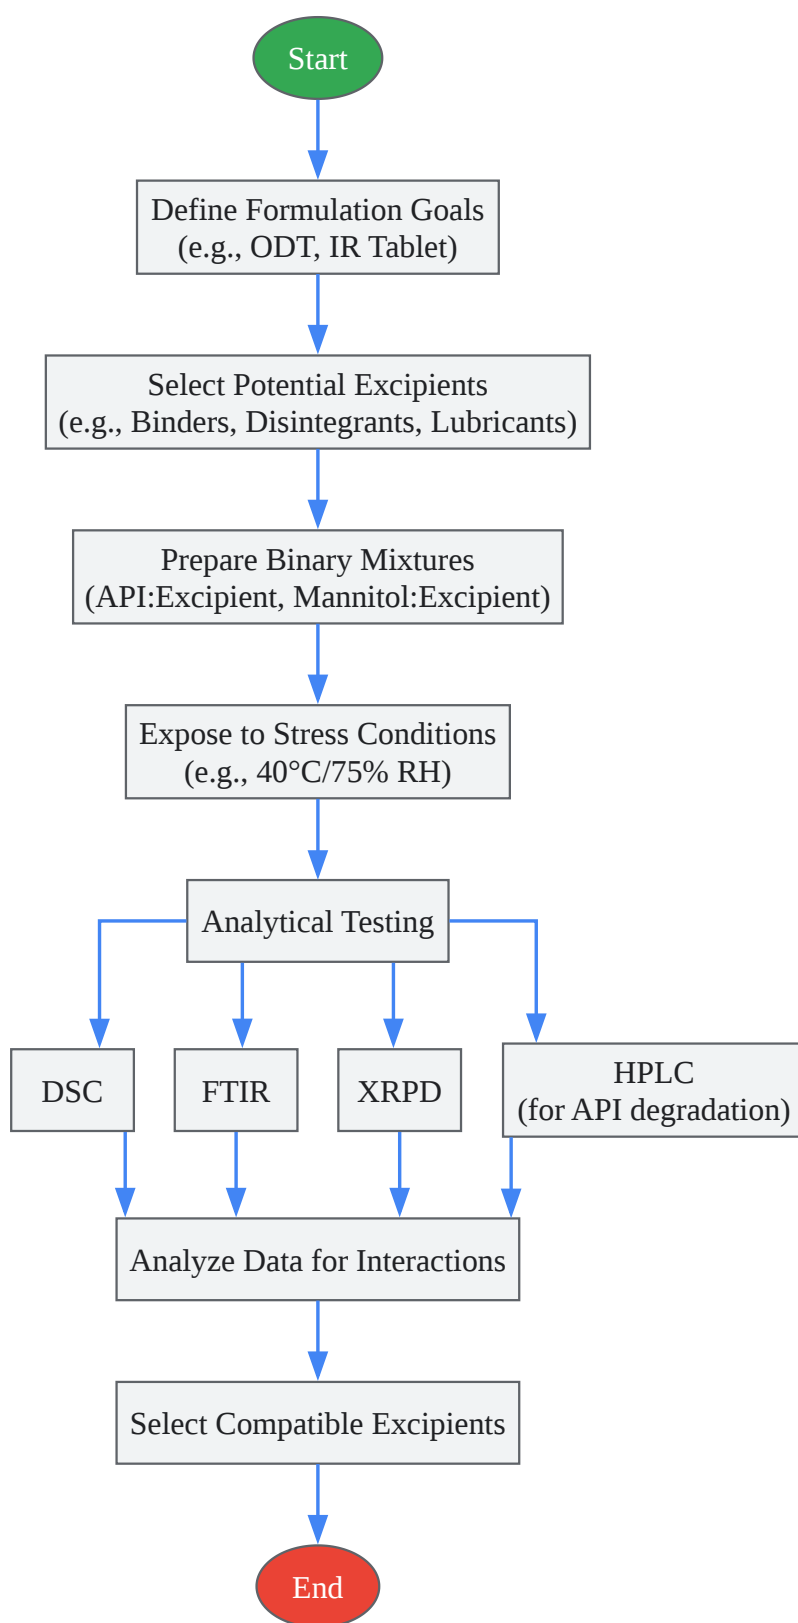 Start
Define Formulation Goals
(e.g., ODT, IR Tablet)
Select Potential Excipients
(e.g., Binders, Disintegrants, Lubricants)
Prepare Binary Mixtures
(API:Excipient, Mannitol:Excipient)
Expose to Stress Conditions
(e.g., 40°C/75% RH)
Analytical Testing
DSC
FTIR
XRPD
HPLC
(for API degradation)
Analyze Data for Interactions
Select Compatible Excipients
End